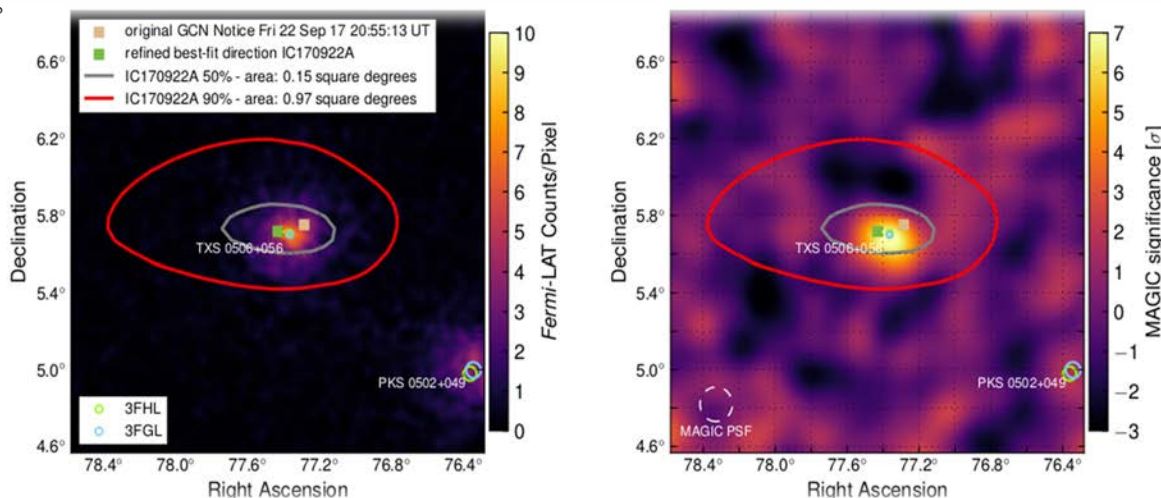 original GCN Notice Fri 22 Sep 17 20:55:13 UT
refined best-fit direction IC170922A
IC170922A 50% - area: 0.15 square degrees
IC170922A 90% - area: 0.97 square degrees
6.6°
6.2°
5.8°
5.4°
5.0°
4.6°
Declination
TXS 0506+056
PKS 0502+049
3FHL
3FGL
78.4° 78.0° 77.6° 77.2° 76.8° 76.4°
Right Ascension
10
9
8
7
6
5
4
3
2
1
0
Fermi-LAT Counts/Pixel
6.6°
6.2°
5.8°
5.4°
5.0°
4.6°
Declination
TXS 0506+056
PKS 0502+049
MAGIC PSF
78.4° 78.0° 77.6° 77.2° 76.8° 76.4°
Right Ascension
7
6
5
4
3
2
1
0
−1
−2
−3
MAGIC significance [σ]